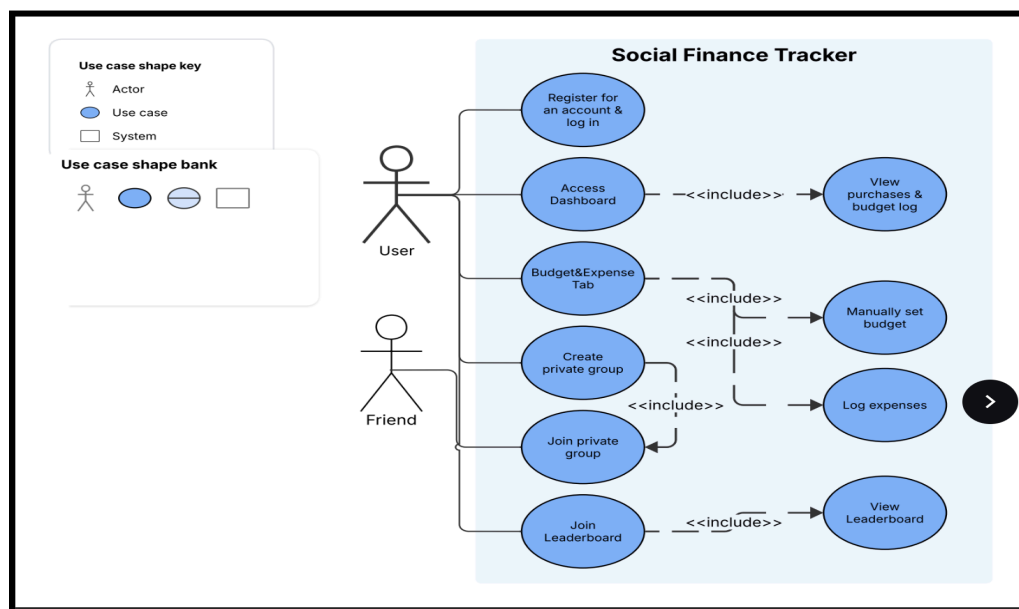 Social Finance Tracker
Use case shape key
Actor
Use case
System
Use case shape bank
User
Friend
Register for
an account &
log in
Access
Dashboard
<<include>>
VIew
purchases &
budget log
Budget&Expense
Tab
<<include>>
Manually set
budget
<<include>>
Create
private group
<<include>>
Log expenses
Join private
group
Join
Leaderboard
<<include>>
View
Leaderboard